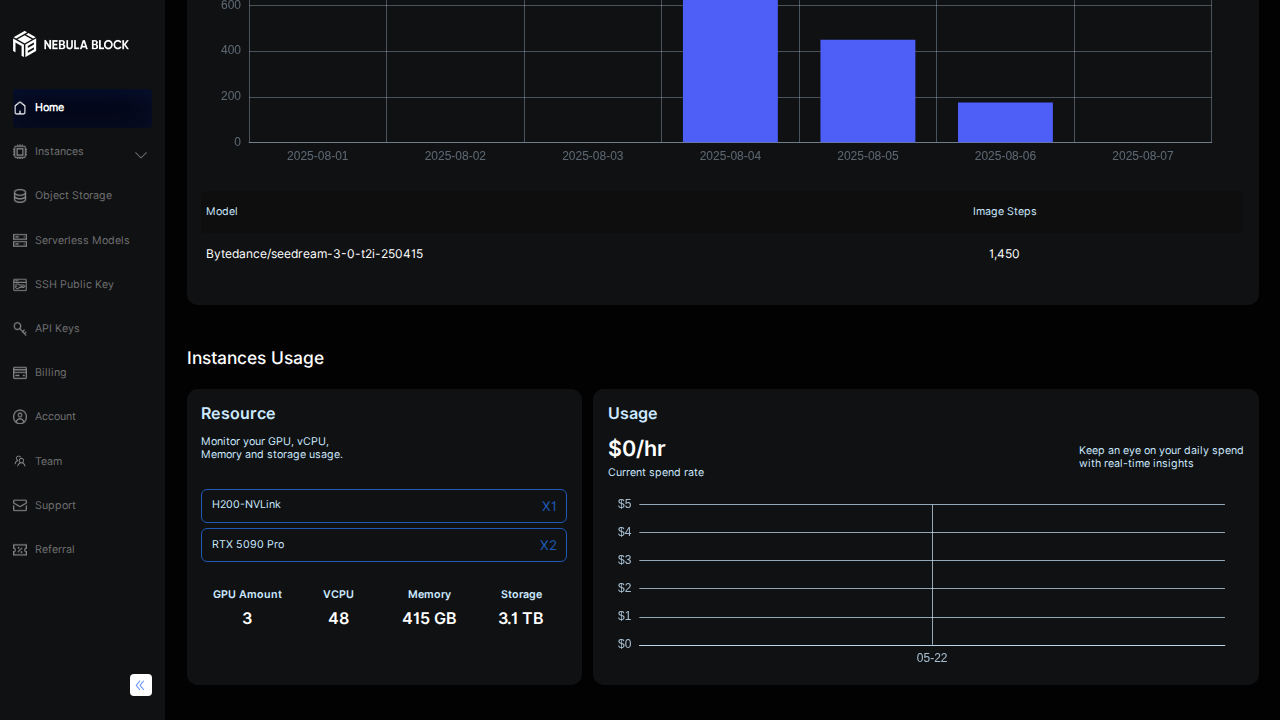 NEBULA BLOCK
Home
Instances
Object Storage
Serverless Models
SSH Public Key
API Keys
Billing
Account
Team
Support
Referral
600
400
200
0
2025-08-01 2025-08-02 2025-08-03 2025-08-04 2025-08-05 2025-08-06 2025-08-07
Model Image Steps
Bytedance/seedream-3-0-t2i-250415 1,450
Instances Usage
Resource
Monitor your GPU, vCPU,
Memory and storage usage.
H200-NVLink X1
RTX 5090 Pro X2
GPU Amount VCPU Memory Storage
3 48 415 GB 3.1 TB
Usage
$0/hr
Current spend rate
Keep an eye on your daily spend
with real-time insights
$5
$4
$3
$2
$1
$0
05-22